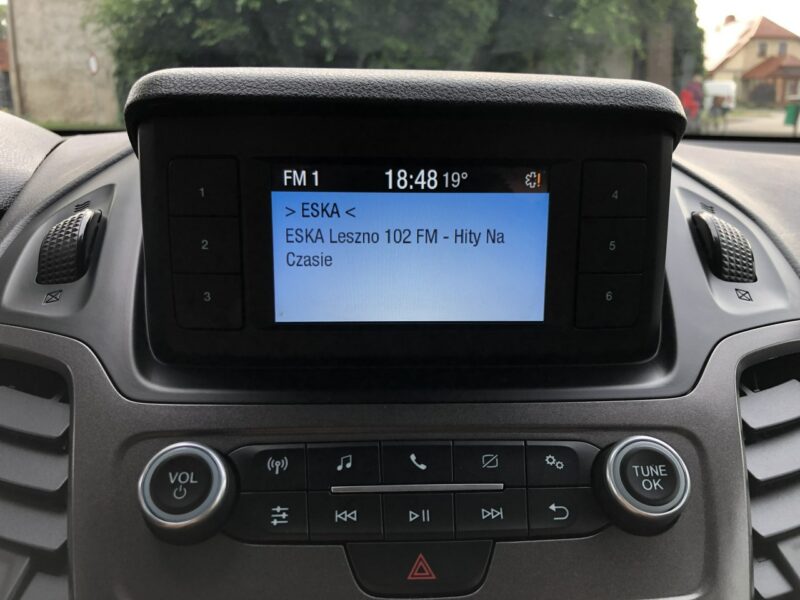 FM 1 18:48 19°
> ESKA <
ESKA Leszno 102 FM - Hity Na
Czasie
1
2
3
4
5
6
VOL
TUNE
OK